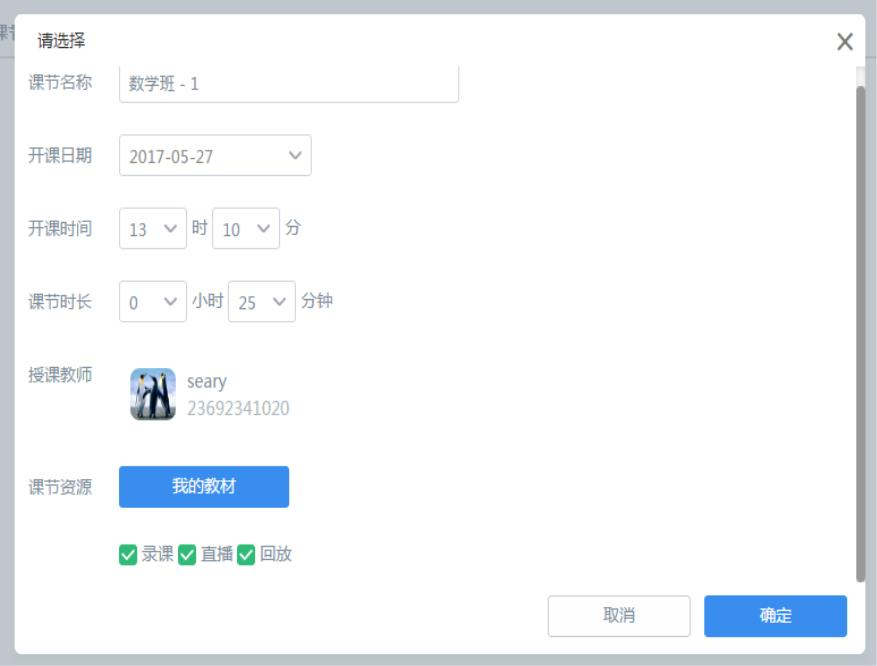 请选择
课节名称 数学班 - 1
开课日期 2017-05-27
开课时间 13 时 10 分
课节时长 0 小时 25 分钟
授课教师 seary
23692341020
课节资源 我的教材
录课 直播 回放
取消 确定